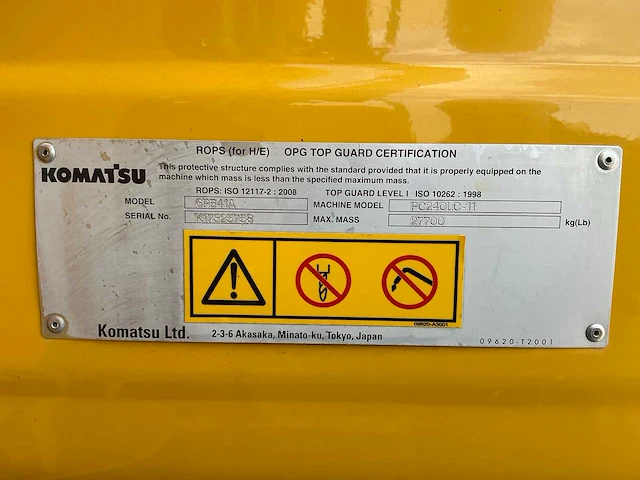 ROPS (for H/E) OPG TOP GUARD CERTIFICATION
KOMATSU
This protective structure complies with the standard provided that it is properly equipped on the
machine which mass is less than the specified maximum mass.
ROPS: ISO 12117-2 : 2008 TOP GUARD LEVEL I ISO 10262 : 1998
MODEL MACHINE MODEL PC240LC-11
SERIAL No. MAX. MASS 27700 kg(Lb)
09620-A2001
Komatsu Ltd. 2-3-6 Akasaka, Minato-ku, Tokyo, Japan
09620-T2001